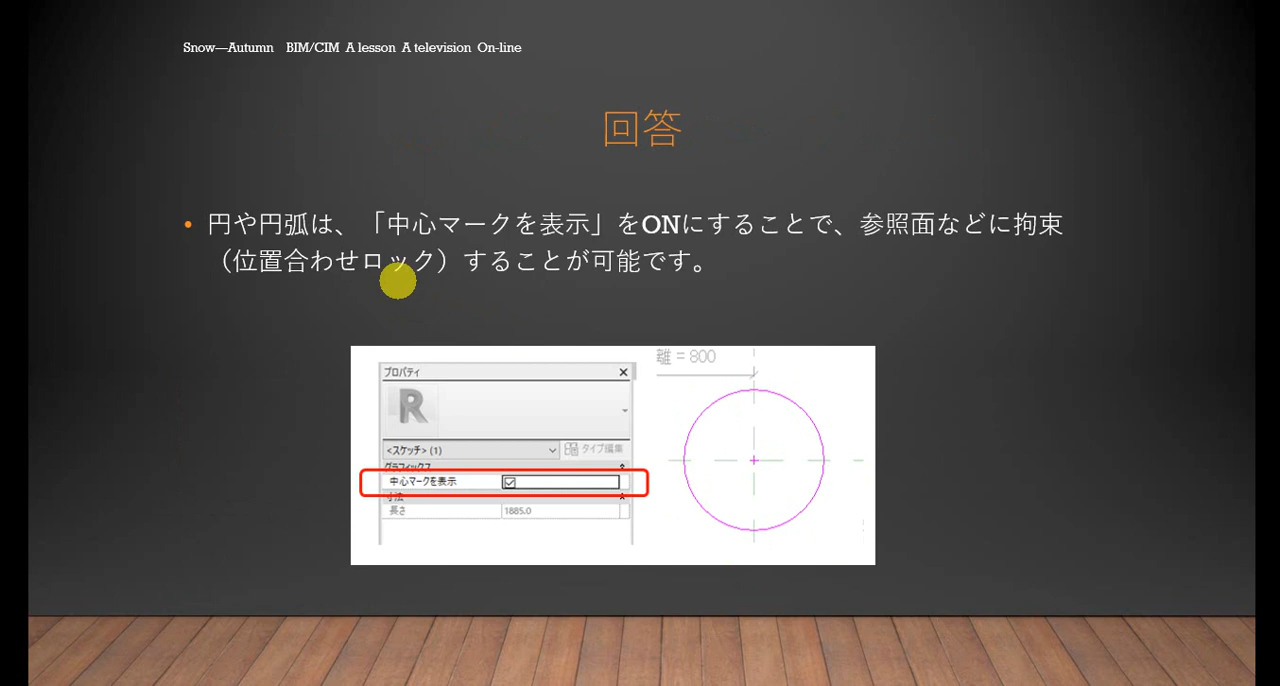 Snow—Autumn BIM/CIM A lesson A television On-line
回答
• 円や円弧は、「中心マークを表示」をONにすることで、参照面などに拘束
（位置合わせロック）することが可能です。
離 = 800
プロパティ
R
<スケッチ> (1)
タイプ編集
グラフィックス
中心マークを表示
寸法
長さ 1885.0